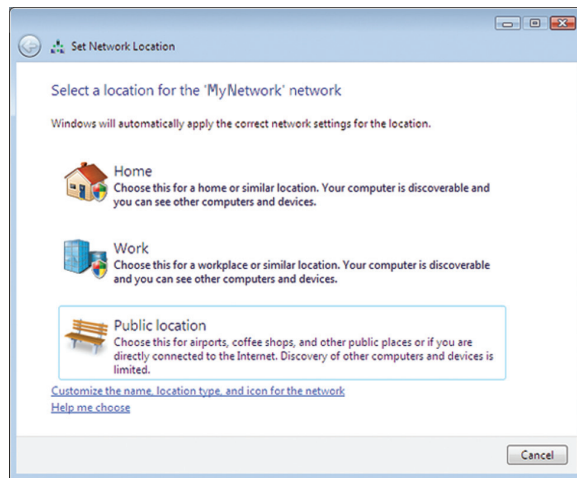 Set Network Location
Select a location for the 'MyNetwork' network
Windows will automatically apply the correct network settings for the location.
Home
Choose this for a home or similar location. Your computer is discoverable and
you can see other computers and devices.
Work
Choose this for a workplace or similar location. Your computer is discoverable
and you can see other computers and devices.
Public location
Choose this for airports, coffee shops, and other public places or if you are
directly connected to the Internet. Discovery of other computers and devices is
limited.
Customize the name, location type, and icon for the network
Help me choose
Cancel